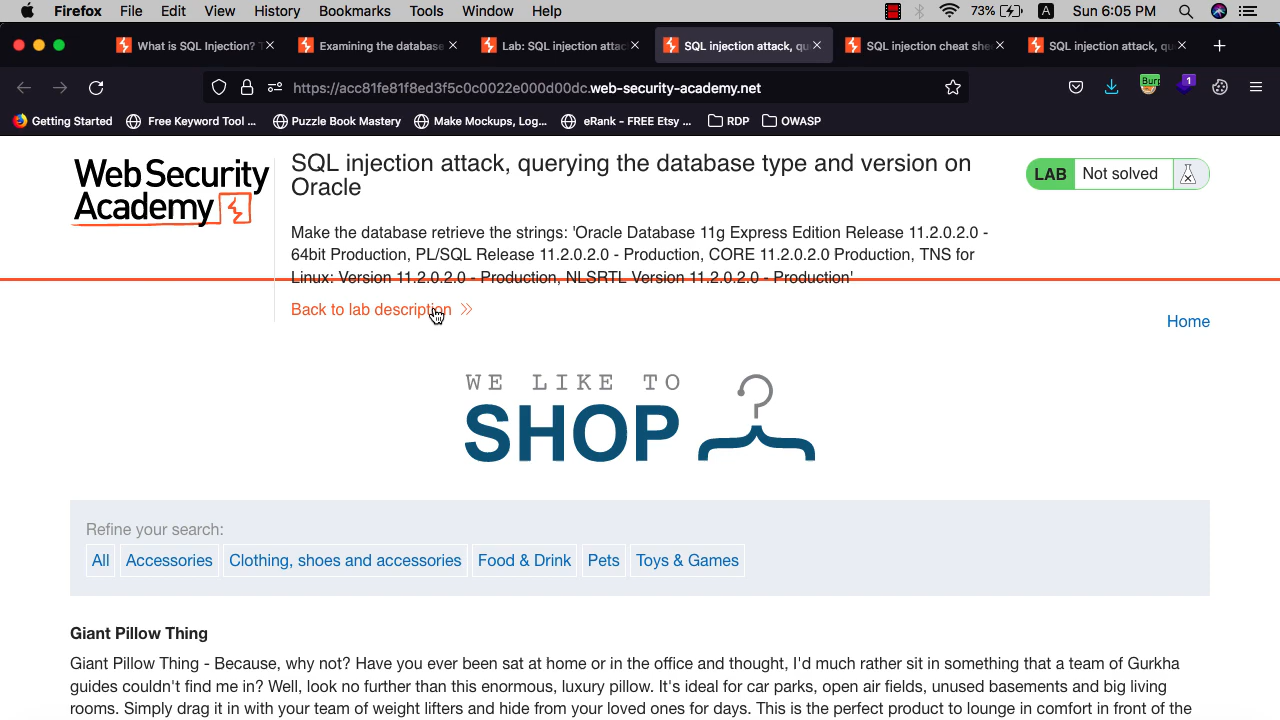 Firefox File Edit View History Bookmarks Tools Window Help 73% A Sun 6:05 PM
What is SQL Injection? T Examining the database Lab: SQL injection attac SQL injection attack, qu SQL injection cheat she SQL injection attack, qu
https://acc81fe81f8ed3f5c0c0022e000d00dc.web-security-academy.net Burp 1
Getting Started Free Keyword Tool ... Puzzle Book Mastery Make Mockups, Log... eRank - FREE Etsy ... RDP OWASP
Web Security
Academy
SQL injection attack, querying the database type and version on
Oracle
LAB Not solved
Make the database retrieve the strings: 'Oracle Database 11g Express Edition Release 11.2.0.2.0 -
64bit Production, PL/SQL Release 11.2.0.2.0 - Production, CORE 11.2.0.2.0 Production, TNS for
Linux: Version 11.2.0.2.0 - Production, NLSRTL Version 11.2.0.2.0 - Production'
Back to lab description
Home
WE LIKE TO
SHOP
Refine your search:
All Accessories Clothing, shoes and accessories Food & Drink Pets Toys & Games
Giant Pillow Thing
Giant Pillow Thing - Because, why not? Have you ever been sat at home or in the office and thought, I'd much rather sit in something that a team of Gurkha
guides couldn't find me in? Well, look no further than this enormous, luxury pillow. It's ideal for car parks, open air fields, unused basements and big living
rooms. Simply drag it in with your team of weight lifters and hide from your loved ones for days. This is the perfect product to lounge in comfort in front of the